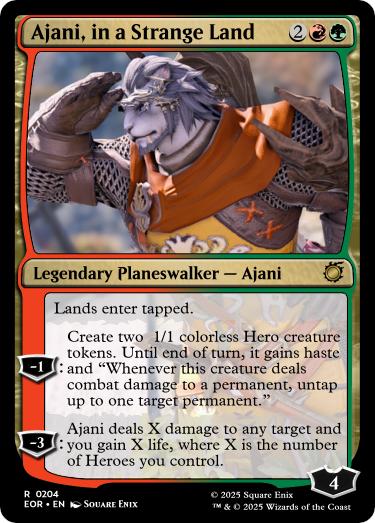 Ajani, in a Strange Land 2
Legendary Planeswalker — Ajani
Lands enter tapped.
Create two 1/1 colorless Hero creature
tokens. Until end of turn, it gains haste
-1: and “Whenever this creature deals
combat damage to a permanent, untap
up to one target permanent.”
Ajani deals X damage to any target and
-3: you gain X life, where X is the number
of Heroes you control.
4
R 0204
EOR • EN SQUARE ENIX
© 2025 Square Enix
™ & © 2025 Wizards of the Coast